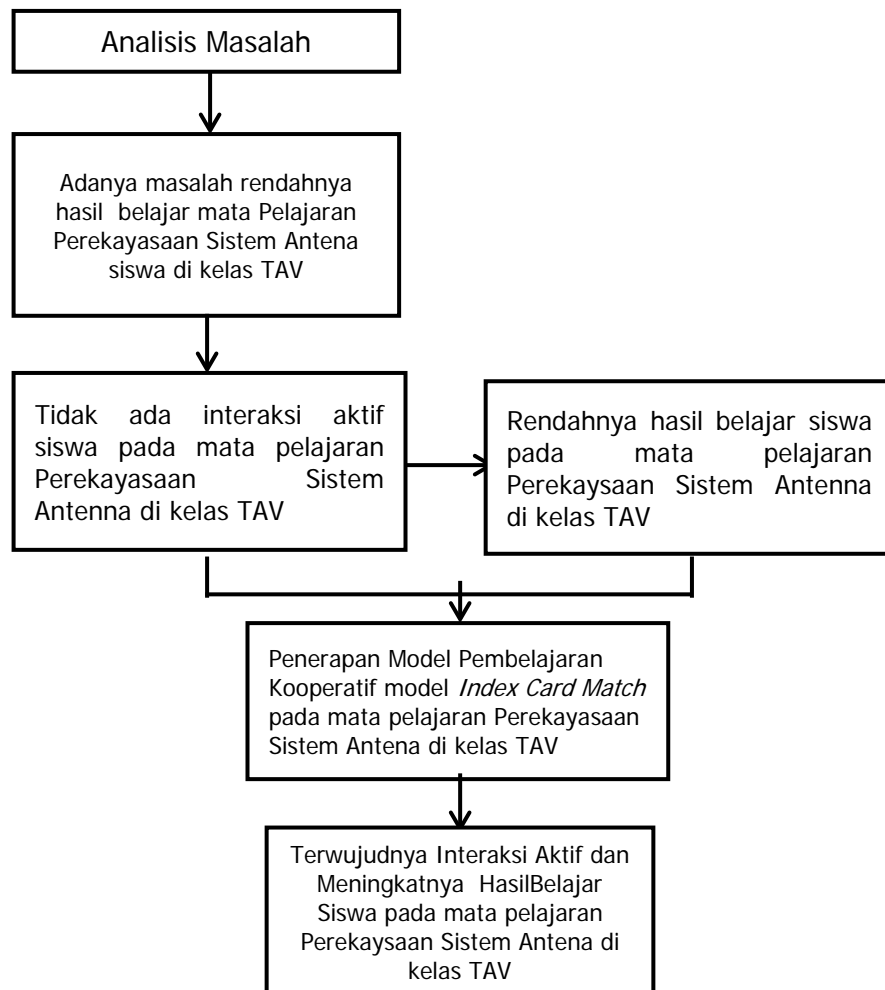 Analisis Masalah
Adanya masalah rendahnya
hasil belajar mata Pelajaran
Perekayasaan Sistem Antena
siswa di kelas TAV
Tidak ada interaksi aktif
siswa pada mata pelajaran
Perekayasaan Sistem
Antenna di kelas TAV
Rendahnya hasil belajar siswa
pada mata pelajaran
Perekaysaan Sistem Antenna
di kelas TAV
Penerapan Model Pembelajaran
Kooperatif model Index Card Match
pada mata pelajaran Perekayasaan
Sistem Antena di kelas TAV
Terwujudnya Interaksi Aktif dan
Meningkatnya HasilBelajar
Siswa pada mata pelajaran
Perekaysaan Sistem Antena di
kelas TAV